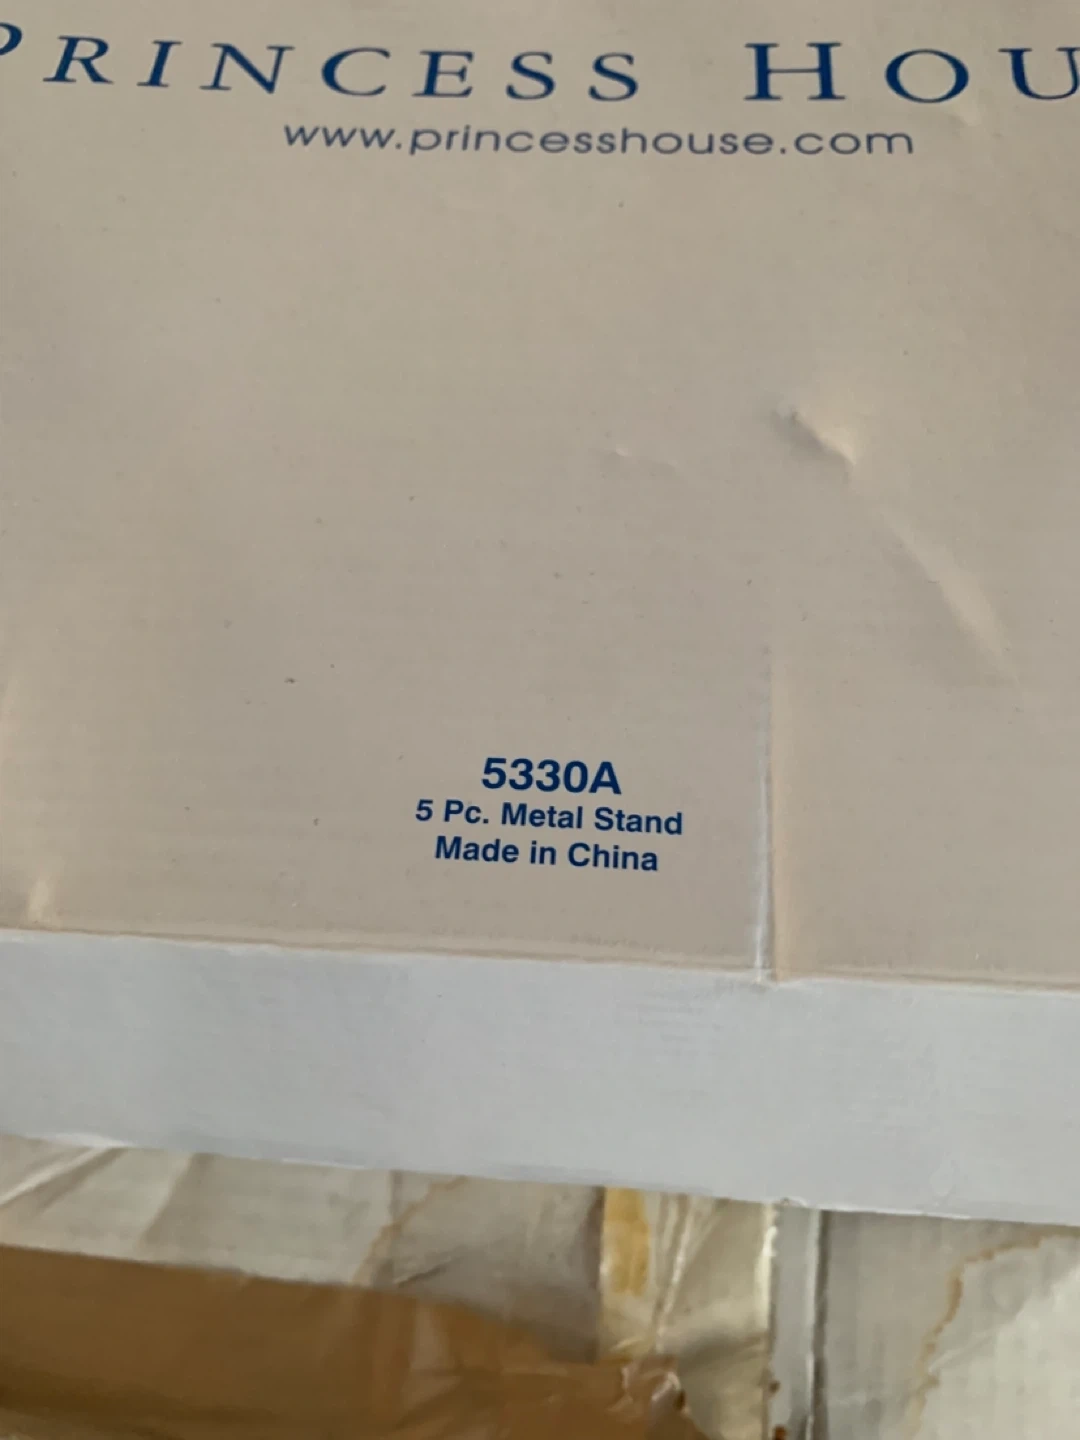 PRINCESS HOU
www.princesshouse.com
5330A
5 Pc. Metal Stand
Made in China